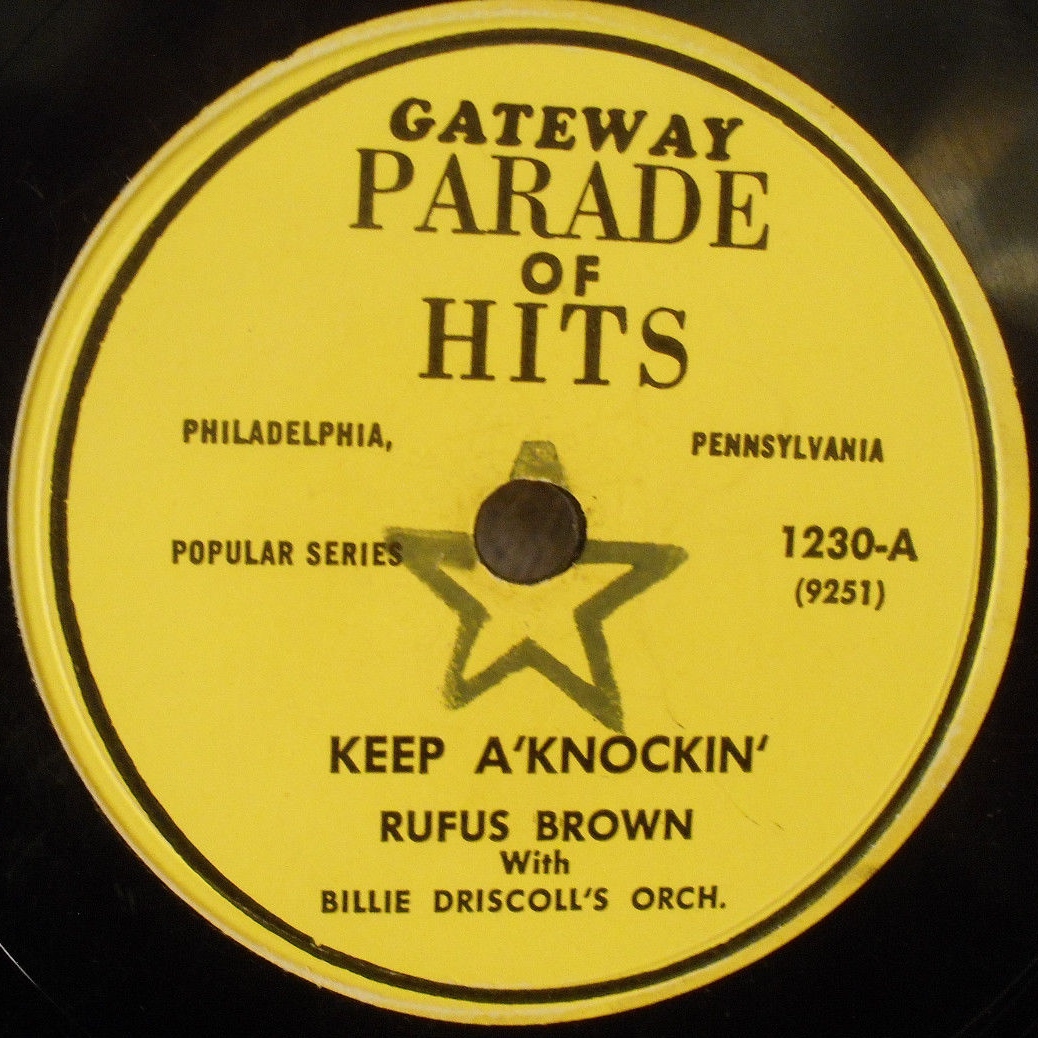 GATEWAY
PARADE
OF
HITS
PHILADELPHIA, PENNSYLVANIA
POPULAR SERIES 1230-A
(9251)
KEEP A'KNOCKIN'
RUFUS BROWN
With
BILLIE DRISCOLL'S ORCH.